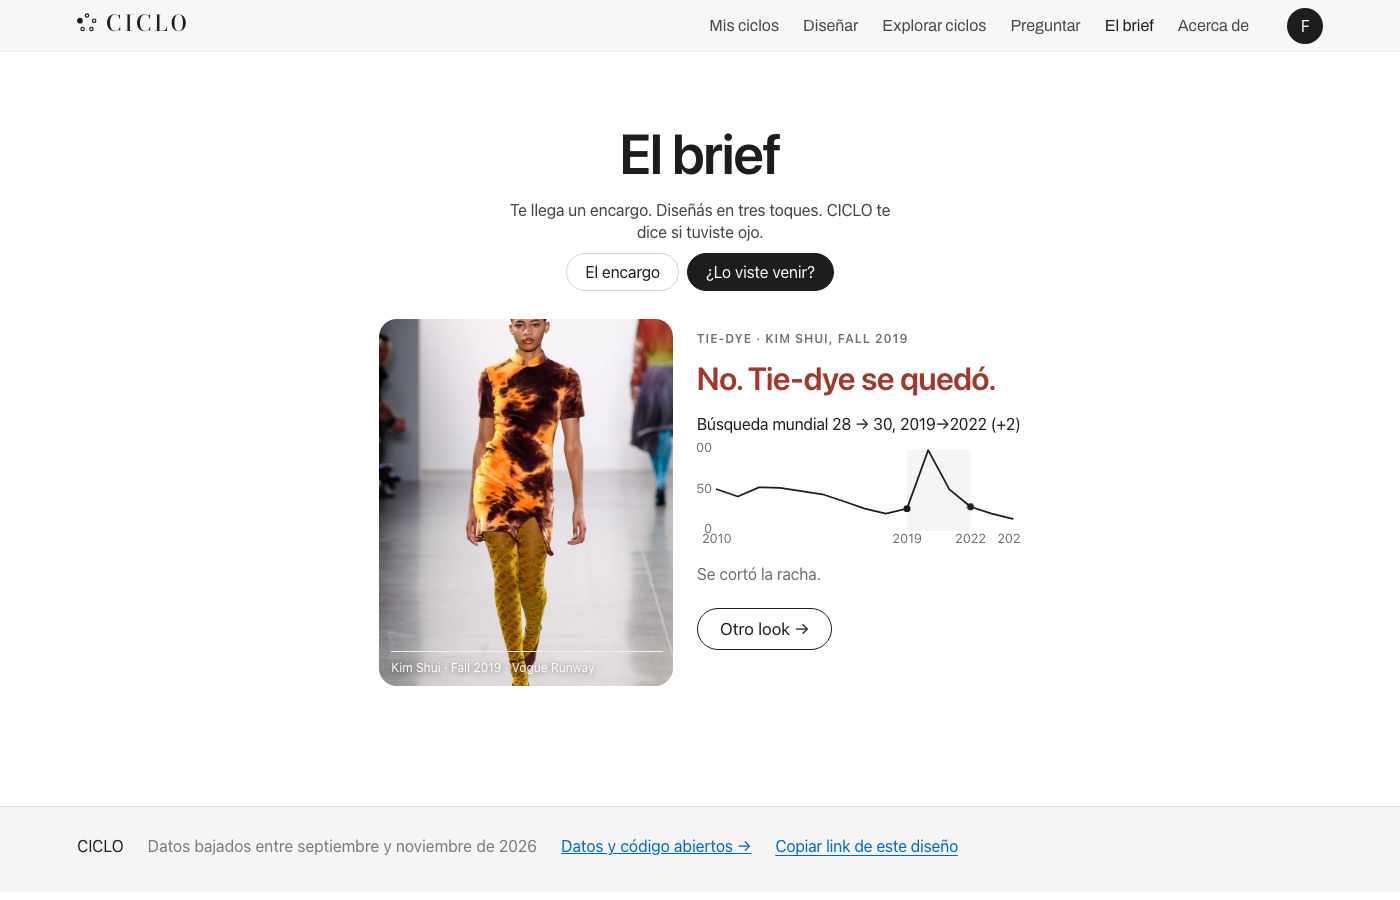 CICLO
Mis ciclos
Diseñar
Explorar ciclos
Preguntar
El brief
Acerca de
F
El brief
Te llega un encargo. Diseñás en tres toques. CICLO te
dice si tuviste ojo.
El encargo
¿Lo viste venir?
Kim Shui · Fall 2019 · Vogue Runway
TIE-DYE · KIM SHUI, FALL 2019
No. Tie-dye se quedó.
Búsqueda mundial 28 → 30, 2019→2022 (+2)
00
50
0
2010
2019
2022
202
Se cortó la racha.
Otro look →
CICLO
Datos bajados entre septiembre y noviembre de 2026
Datos y código abiertos →
Copiar link de este diseño